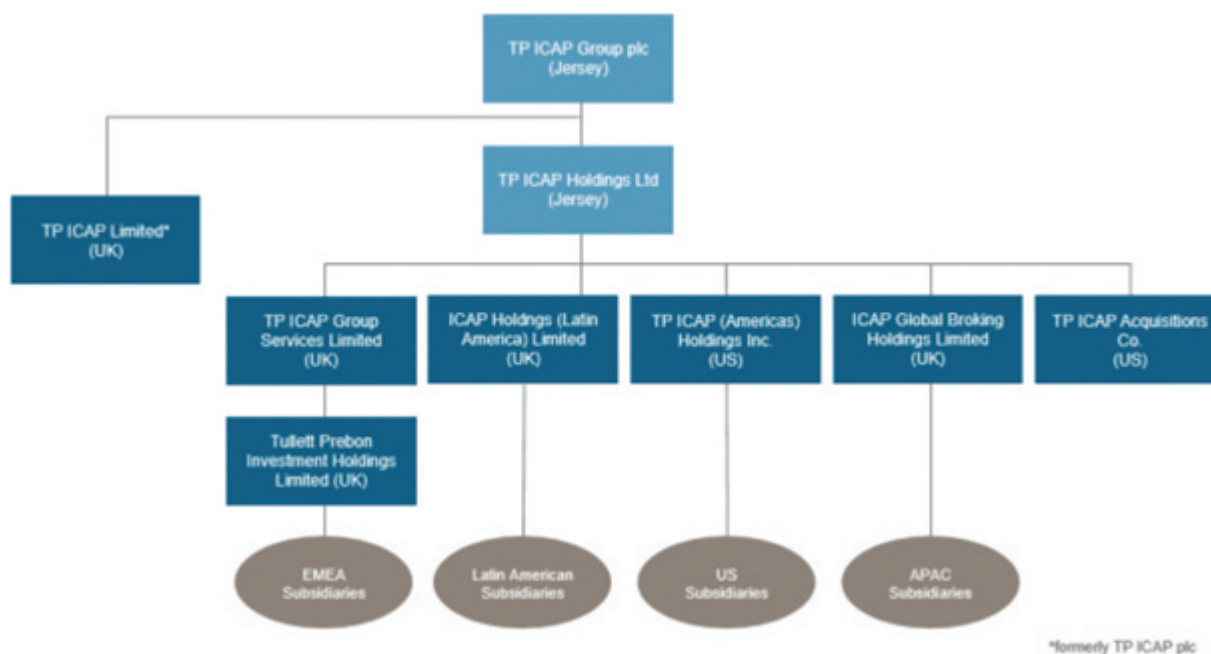 TP ICAP Group plc
(Jersey)
TP ICAP Holdings Ltd
(Jersey)
TP ICAP Limited*
(UK)
TP ICAP Group
Services Limited
(UK)
ICAP Holdngs (Latin
America) Limited
(UK)
TP ICAP (Americas)
Holdings Inc.
(US)
ICAP Global Broking
Holdings Limited
(UK)
TP ICAP Acquisitions
Co.
(US)
Tullett Prebon
Investment Holdings
Limited (UK)
EMEA
Subsidiaries
Latin American
Subsidiaries
US
Subsidiaries
APAC
Subsidiaries
*formerly TP ICAP plc